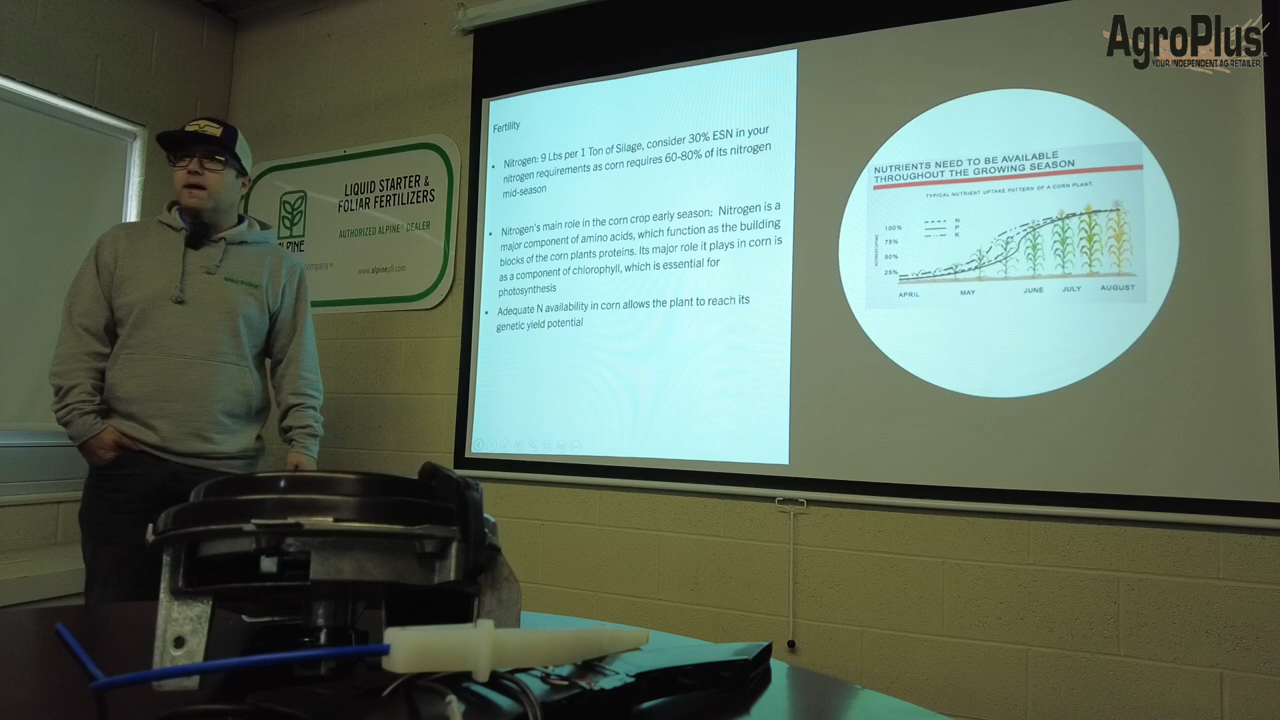 AgroPlus
YOUR INDEPENDENT AG RETAILER
LIQUID STARTER &
FOLIAR FERTILIZERS
AUTHORIZED ALPINE® DEALER
ALPINE
www.alpinepfl.com
Fertility
• Nitrogen: 9 Lbs per 1 Ton of Silage, consider 30% ESN in your
nitrogen requirements as corn requires 60-80% of its nitrogen
mid-season
• Nitrogen's main role in the corn crop early season: Nitrogen is a
major component of amino acids, which function as the building
blocks of the corn plants proteins. Its major role it plays in corn is
as a component of chlorophyll, which is essential for
photosynthesis
• Adequate N availability in corn allows the plant to reach its
genetic yield potential
NUTRIENTS NEED TO BE AVAILABLE
THROUGHOUT THE GROWING SEASON
TYPICAL NUTRIENT UPTAKE PATTERN OF A CORN PLANT
N
P
K
100%
75%
50%
25%
APRIL MAY JUNE JULY AUGUST